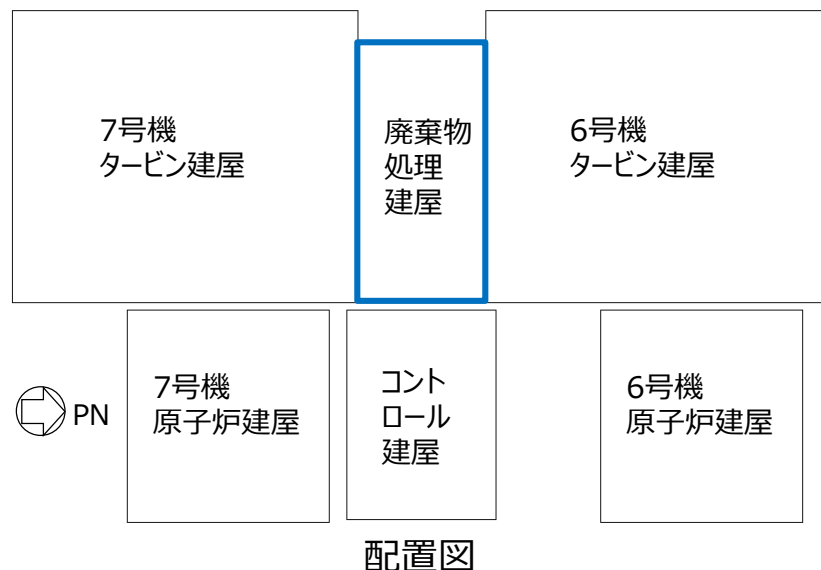 7号機
タービン建屋
廃棄物
処理
建屋
6号機
タービン建屋
PN
7号機
原子炉建屋
コント
ロール
建屋
6号機
原子炉建屋
配置図